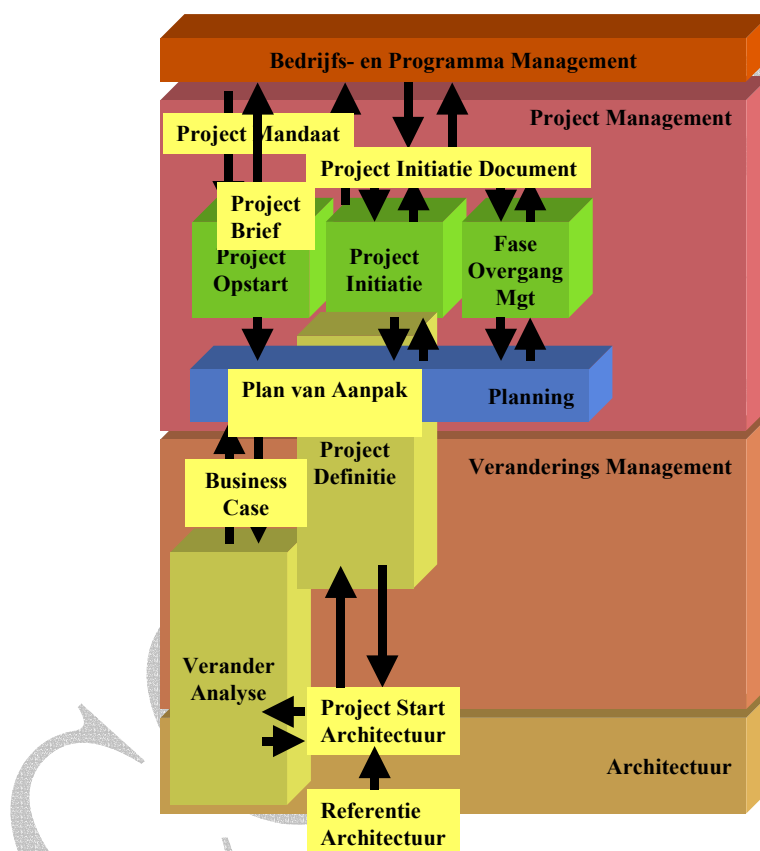 Bedrijfs- en Programma Management
Project Management
Project Mandaat
Project Initiatie Document
Project
Brief
Project
Opstart
Project
Initiatie
Fase
Overgang
Mgt
Plan van Aanpak
Planning
Project
Definitie
Veranderings Management
Business
Case
Verander
Analyse
Project Start
Architectuur
Architectuur
Referentie
Architectuur